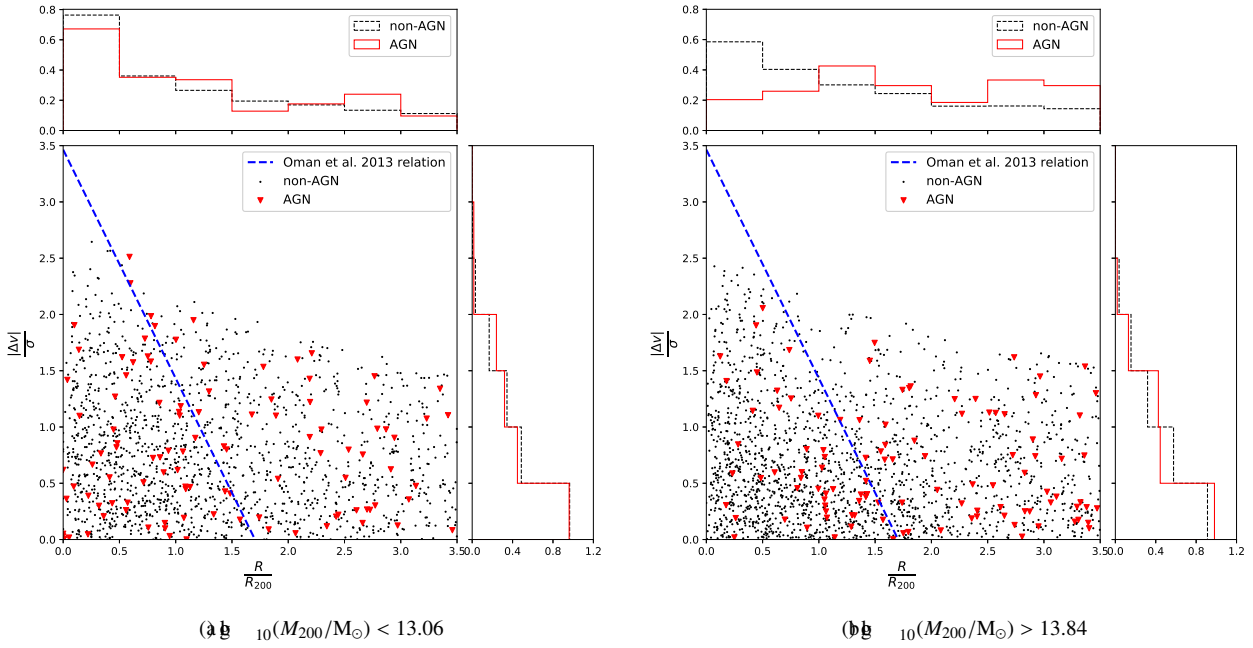 0.8
0.6
0.4
0.2
0.0
non-AGN
AGN
3.5
3.0
2.5
2.0
1.5
1.0
0.5
0.0
|Δv|
σ
Oman et al. 2013 relation
non-AGN
AGN
0.0 0.5 1.0 1.5 2.0 2.5 3.0 3.5
R
R200
0.0 0.4 0.8 1.2
10(M200/M⊙) < 13.06
0.8
0.6
0.4
0.2
0.0
non-AGN
AGN
3.5
3.0
2.5
2.0
1.5
1.0
0.5
0.0
|Δv|
σ
Oman et al. 2013 relation
non-AGN
AGN
0.0 0.5 1.0 1.5 2.0 2.5 3.0 3.5
R
R200
0.0 0.4 0.8 1.2
10(M200/M⊙) > 13.84